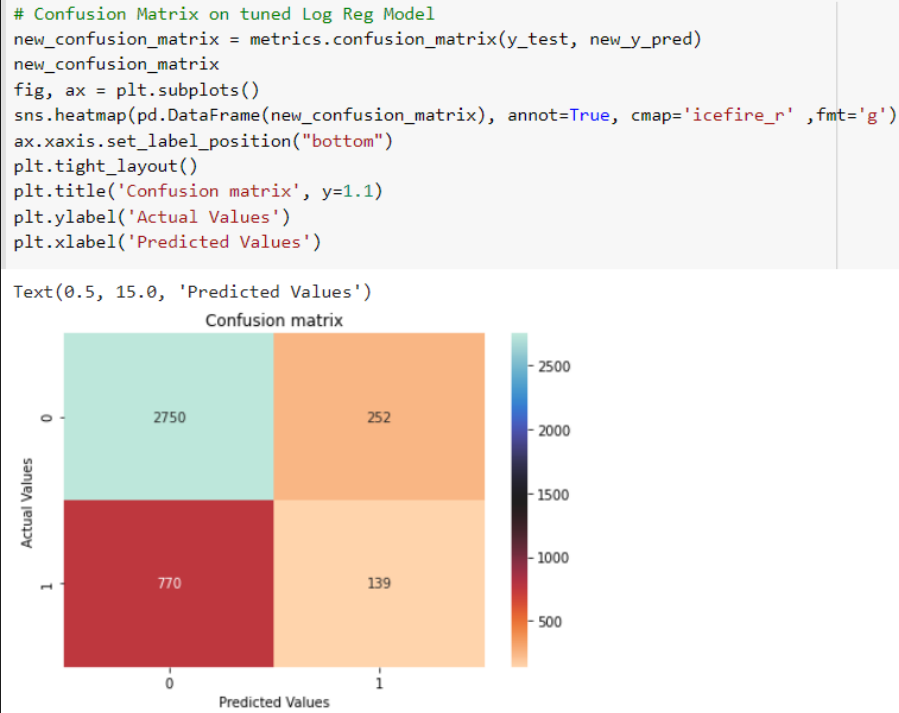 # Confusion Matrix on tuned Log Reg Model
new_confusion_matrix = metrics.confusion_matrix(y_test, new_y_pred)
new_confusion_matrix
fig, ax = plt.subplots()
sns.heatmap(pd.DataFrame(new_confusion_matrix), annot=True, cmap='icefire_r' ,fmt='g')
ax.xaxis.set_label_position("bottom")
plt.tight_layout()
plt.title('Confusion matrix', y=1.1)
plt.ylabel('Actual Values')
plt.xlabel('Predicted Values')
Text(0.5, 15.0, 'Predicted Values')
Confusion matrix
Actual Values
0
1
2750
252
770
139
0
1
Predicted Values
2500
2000
1500
1000
500